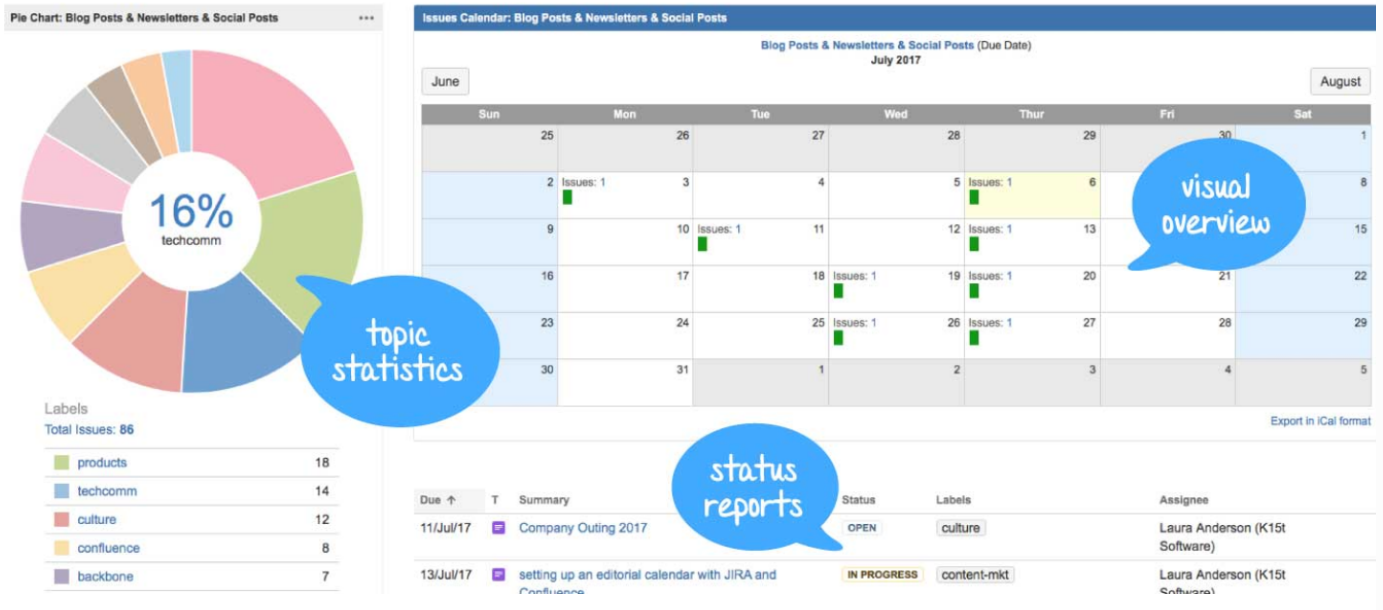 Pie Chart: Blog Posts & Newsletters & Social Posts
16%
techcomm
topic
statistics
Labels
Total Issues: 86
products 18
techcomm 14
culture 12
confluence 8
backbone 7
Issues Calendar: Blog Posts & Newsletters & Social Posts
Blog Posts & Newsletters & Social Posts (Due Date)
July 2017
June August
Sun Mon Tue Wed Thur Fri Sat
25 26 27 28 29 30 1
2 Issues: 1 3 4 5 Issues: 1 6 8
9 10 Issues: 1 11 12 Issues: 1 13 15
visual
overview
16 17 18 Issues: 1 19 Issues: 1 20 21 22
23 24 25 Issues: 1 26 Issues: 1 27 28 29
30 31 1 2 3 4 5
Export in iCal format
status
reports
Due ↑ T Summary Status Labels Assignee
11/Jul/17 Company Outing 2017 OPEN culture Laura Anderson (K15t
Software)
13/Jul/17 setting up an editorial calendar with JIRA and IN PROGRESS content-mkt Laura Anderson (K15t
Confluence Software)